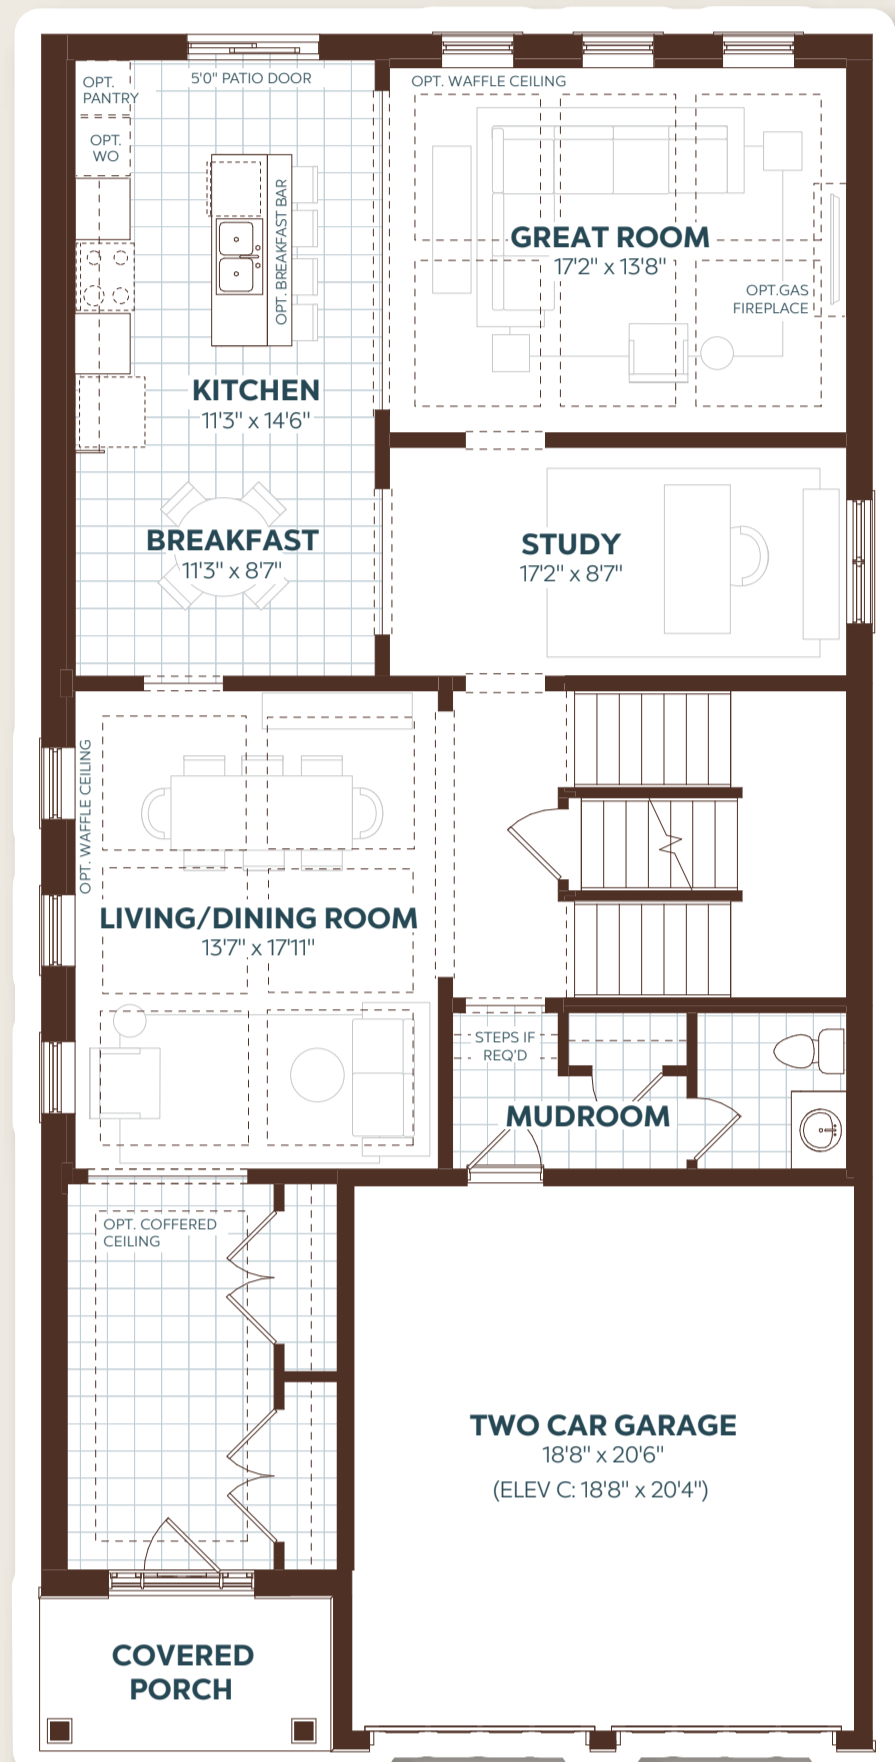 OPT.
PANTRY
5'0" PATIO DOOR
OPT. WAFFLE CEILING
OPT.
WO
OPT. BREAKFAST BAR
GREAT ROOM
17'2" x 13'8"
OPT.GAS
FIREPLACE
KITCHEN
11'3" x 14'6"
BREAKFAST
11'3" x 8'7"
STUDY
17'2" x 8'7"
OPT. WAFFLE CEILING
LIVING/DINING ROOM
13'7" x 17'11"
STEPS IF
REQ'D
MUDROOM
OPT. COFFERED
CEILING
TWO CAR GARAGE
18'8" x 20'6"
(ELEV C: 18'8" x 20'4")
COVERED
PORCH